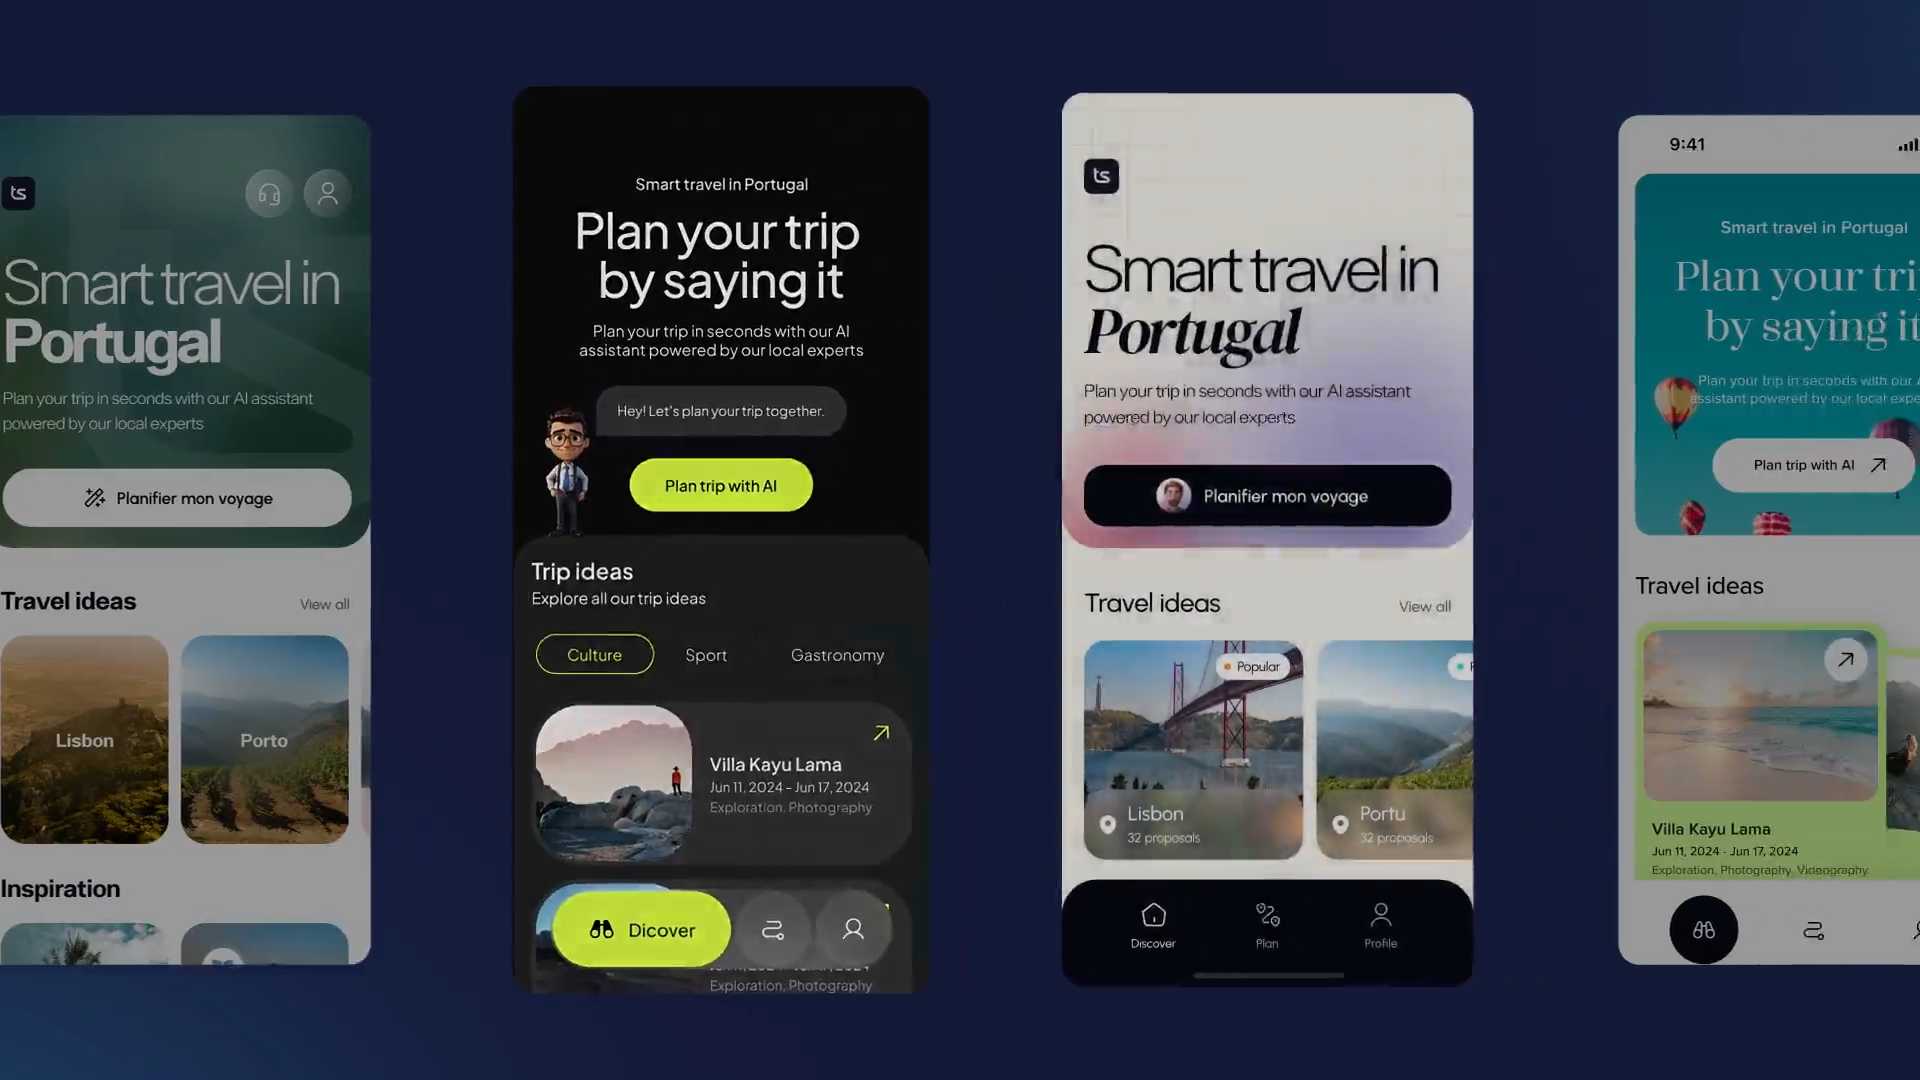 ts
Smart travel in
Portugal
Plan your trip in seconds with our AI assistant
powered by our local experts
Planifier mon voyage
Travel ideas
View all
Lisbon
Porto
Inspiration
Smart travel in Portugal
Plan your trip
by saying it
Plan your trip in seconds with our AI
assistant powered by our local experts
Hey! Let's plan your trip together.
Plan trip with AI
Trip ideas
Explore all our trip ideas
Culture
Sport
Gastronomy
Villa Kayu Lama
Jun 11, 2024 - Jun 17, 2024
Exploration, Photography
Dicover
Exploration, Photography
ts
Smart travel in
Portugal
Plan your trip in seconds with our AI assistant
powered by our local experts
Planifier mon voyage
Travel ideas
View all
Popular
Lisbon
32 proposals
Portu
32 proposals
Discover
Plan
Profile
9:41
Smart travel in Portugal
Plan your tri
by saying it
Plan your trip in seconds with our
assistant powered by our local expe
Plan trip with AI
Travel ideas
Villa Kayu Lama
Jun 11, 2024 - Jun 17, 2024
Exploration, Photography, Videography